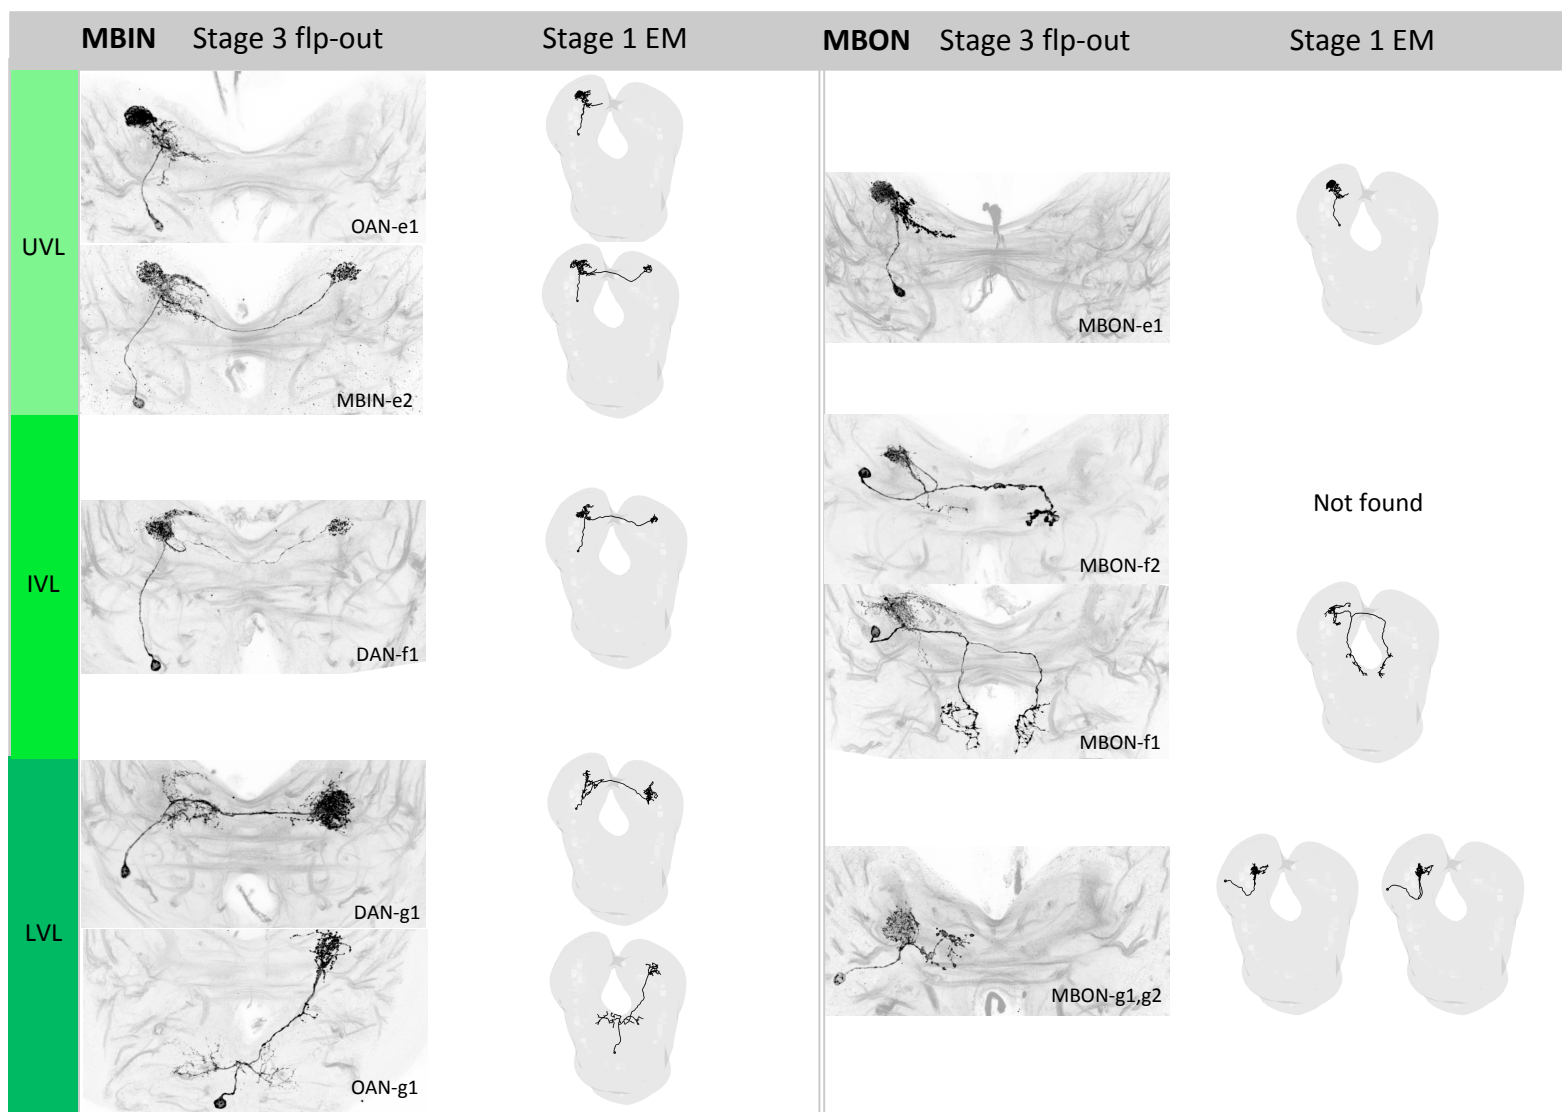 MBIN Stage 3 flp-out Stage 1 EM MBON Stage 3 flp-out Stage 1 EM
UVL
OAN-e1
MBIN-e2
MBON-e1
IVL
DAN-f1
MBON-f2
Not found
MBON-f1
LVL
DAN-g1
OAN-g1
MBON-g1,g2